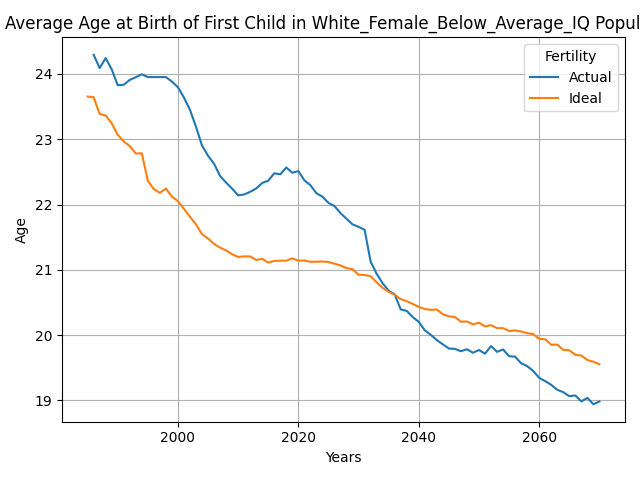 Average Age at Birth of First Child in White_Female_Below_Average_IQ Popul
Fertility
Actual
Ideal
24
23
22
21
20
19
Age
2000 2020 2040 2060
Years